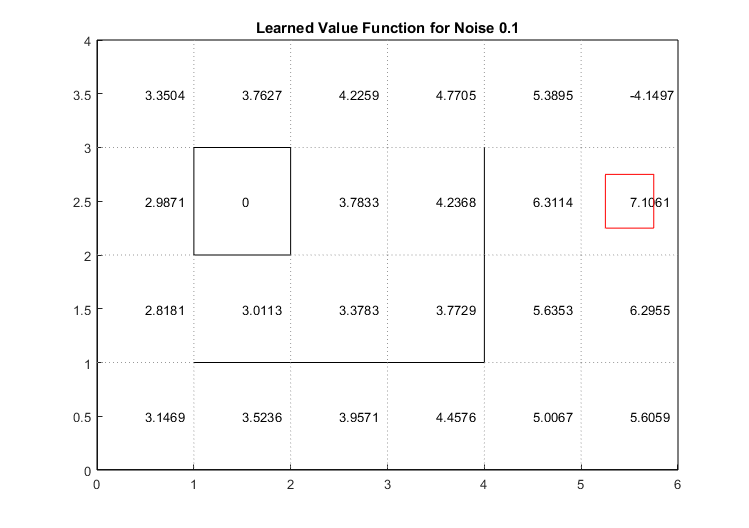 Learned Value Function for Noise 0.1
4
3.5 3.3504 3.7627 4.2259 4.7705 5.3895 -4.1497
3
2.5 2.9871 0 3.7833 4.2368 6.3114 7.1061
2
1.5 2.8181 3.0113 3.3783 3.7729 5.6353 6.2955
1
0.5 3.1469 3.5236 3.9571 4.4576 5.0067 5.6059
0
0 1 2 3 4 5 6